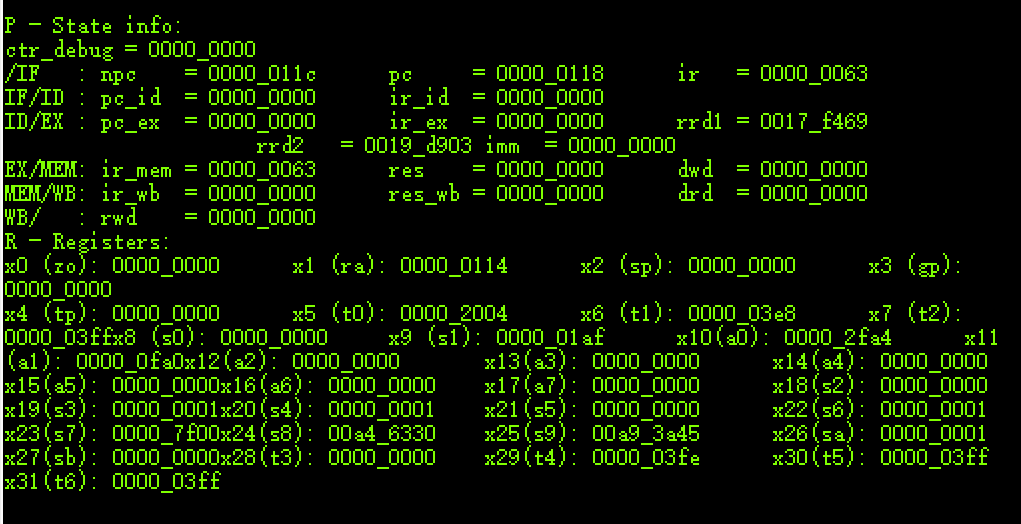 P - State info:
ctr_debug = 0000_0000
/IF   : npc    = 0000_011c      pc     = 0000_0118      ir   = 0000_0063
IF/ID : pc_id  = 0000_0000      ir_id  = 0000_0000
ID/EX : pc_ex  = 0000_0000      ir_ex  = 0000_0000      rrd1 = 0017_f469
rrd2   = 0019_d903 imm  = 0000_0000
EX/MEM: ir_mem = 0000_0063      res    = 0000_0000      dwd  = 0000_0000
MEM/WB: ir_wb  = 0000_0000      res_wb = 0000_0000      drd  = 0000_0000
WB/   : rwd    = 0000_0000
R - Registers:
x0 (zo): 0000_0000      x1 (ra): 0000_0114      x2 (sp): 0000_0000      x3 (gp):
0000_0000
x4 (tp): 0000_0000      x5 (t0): 0000_2004      x6 (t1): 0000_03e8      x7 (t2):
0000_03ffx8 (s0): 0000_0000     x9 (s1): 0000_01af      x10(a0): 0000_2fa4      x11
(a1): 0000_0fa0x12(a2): 0000_0000       x13(a3): 0000_0000      x14(a4): 0000_0000
x15(a5): 0000_0000x16(a6): 0000_0000    x17(a7): 0000_0000      x18(s2): 0000_0000
x19(s3): 0000_0001x20(s4): 0000_0001    x21(s5): 0000_0000      x22(s6): 0000_0001
x23(s7): 0000_7f00x24(s8): 00a4_6330    x25(s9): 00a9_3a45      x26(sa): 0000_0001
x27(sb): 0000_0000x28(t3): 0000_0000    x29(t4): 0000_03fe      x30(t5): 0000_03ff
x31(t6): 0000_03ff